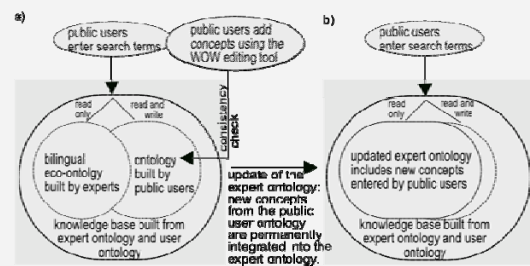 a)
public users
enter search terms
public users add
concepts using the
WOW editing tool
read
only
read and
write
consistency
check
bilingual
eco-ontolgy
built by experts
ontology
built by
public users
knowledge base built from
expert ontology and user
ontology
update of the
expert ontology:
new concepts
from the public
user ontology
are permanently
integrated into the
expert ontology.
b)
public users
enter search terms
read
only
read and
write
updated expert ontology
includes new concepts
entered by public users
knowledge base built from
expert ontology and user
ontology